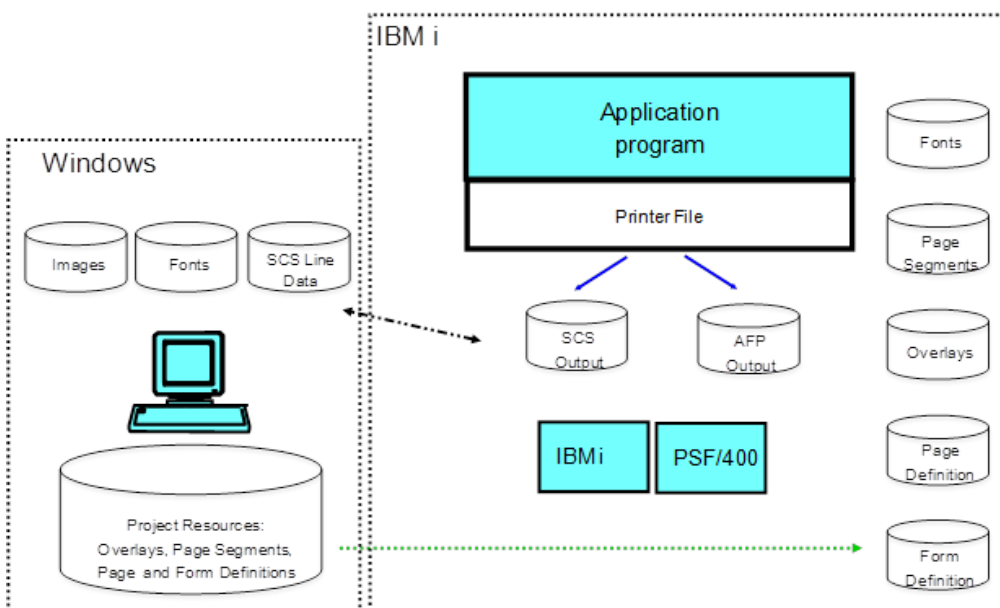 IBM i
Application
program
Printer File
Fonts
Page
Segments
Overlays
Page
Definition
Form
Definition
SCS
Output
AFP
Output
IBMi
PSF/400
Windows
Images
Fonts
SCS Line
Data
Project Resources:
Overlays, Page Segments,
Page and Form Definitions